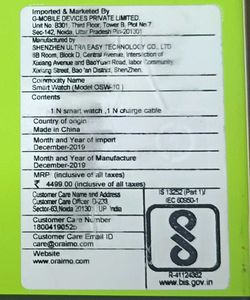 Imported & Marketed By
G-MOBILE DEVICES PRIVATE LIMITED.
Unit No. B301, Third Floor, Tower B, Plot No 7
Sec-142, Noida, Uttar Pradesh Pin-201301
Manufactured by
SHENZHEN ULTRA EASY TECHNOLOGY CO., LTD
8B Room, Block D, Central Avenue, Intersection of
Xixiang Avenue and BaoYuan Road, labor Community,
Xixiang Street, Bao'an District, ShenZhen.
Commodity Name
Smart Watch (Model OSW-10)
Contents
1 N smart watch ,1 N charge cable
Country of origin
Made in China
Month and Year of import
December-2019
Month and Year of Manufacture
December-2019
MRP: (inclusive of all taxes)
₹ 4499.00 (inclusive of all taxes)
Customer Care Name and Address
Customer Care Officer: D-233,
Sector-63, Noida 201301 UP India
Customer Care Number
18004190525
Customer Care Email ID
care@oraimo.com
Website
www.oraimo.com
IS 13252 (Part 1)/
IEC 60950-1
R-41124382
www.bis.gov.in